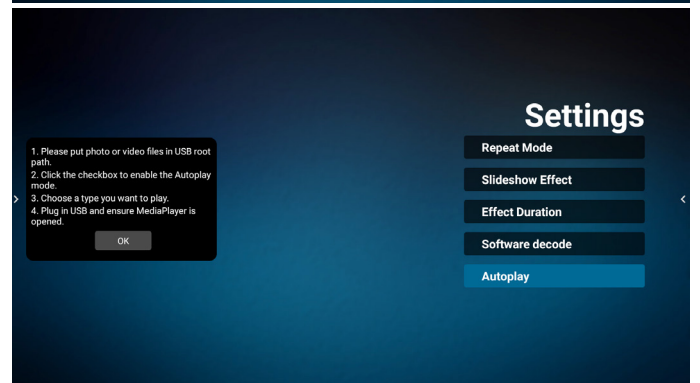 Settings
1. Please put photo or video files in USB root
path.
2. Click the checkbox to enable the Autoplay
mode.
3. Choose a type you want to play.
4. Plug in USB and ensure MediaPlayer is
opened.
OK
Repeat Mode
Slideshow Effect
Effect Duration
Software decode
Autoplay